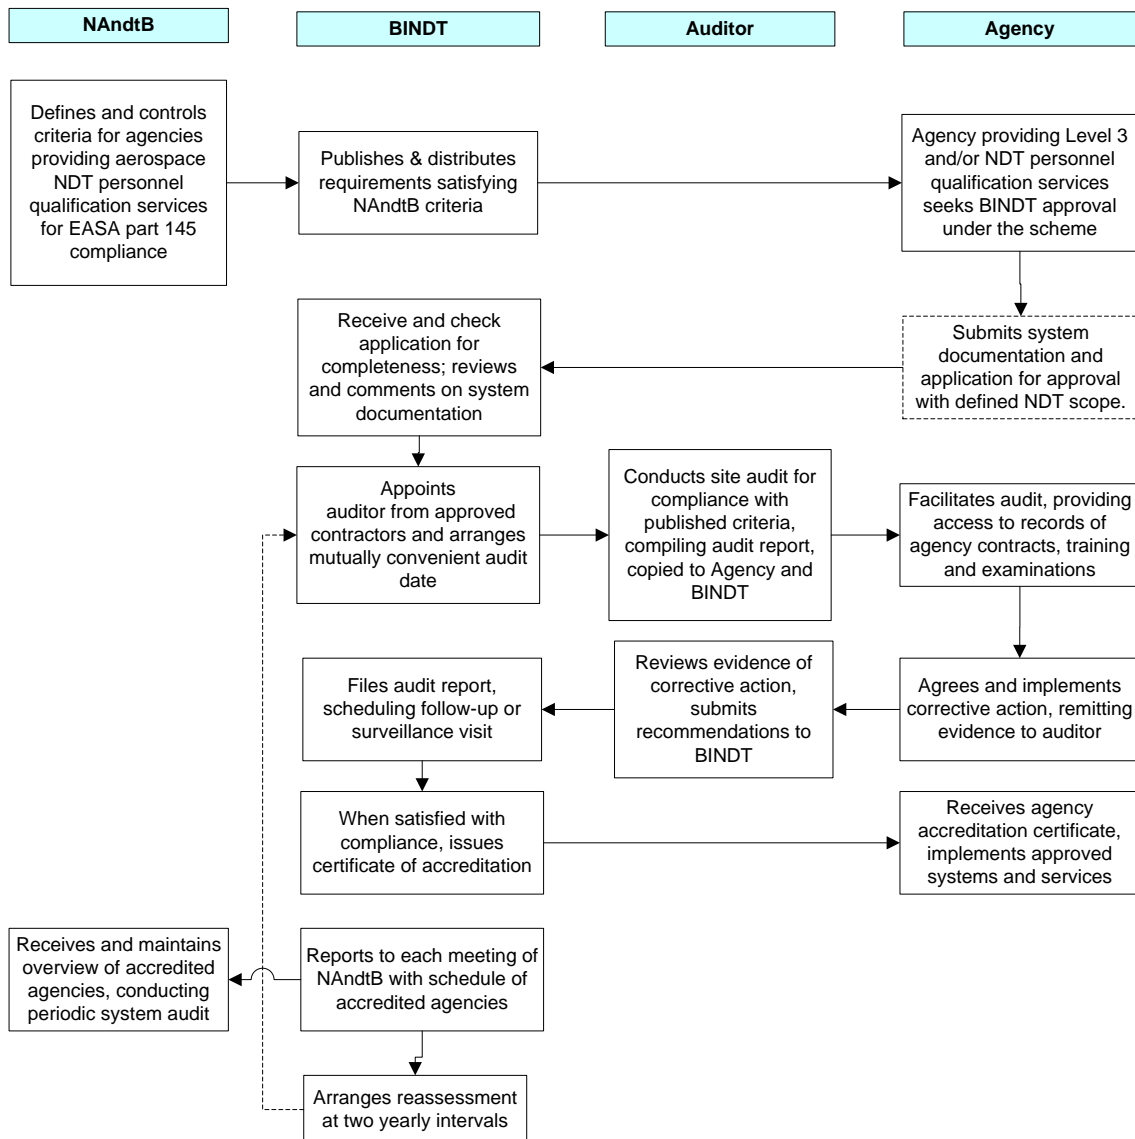 NAndtB
BINDT
Auditor
Agency
Defines and controls
criteria for agencies
providing aerospace
NDT personnel
qualification services
for EASA part 145
compliance
Publishes & distributes
requirements satisfying
NAndtB criteria
Agency providing Level 3
and/or NDT personnel
qualification services
seeks BINDT approval
under the scheme
Receive and check
application for
completeness; reviews
and comments on system
documentation
Submits system
documentation and
application for approval
with defined NDT scope.
Appoints
auditor from approved
contractors and arranges
mutually convenient audit
date
Conducts site audit for
compliance with
published criteria,
compiling audit report,
copied to Agency and
BINDT
Facilitates audit, providing
access to records of
agency contracts, training
and examinations
Files audit report,
scheduling follow-up or
surveillance visit
Reviews evidence of
corrective action,
submits
recommendations to
BINDT
Agrees and implements
corrective action, remitting
evidence to auditor
When satisfied with
compliance, issues
certificate of accreditation
Receives agency
accreditation certificate,
implements approved
systems and services
Receives and maintains
overview of accredited
agencies, conducting
periodic system audit
Reports to each meeting of
NAndtB with schedule of
accredited agencies
Arranges reassessment
at two yearly intervals